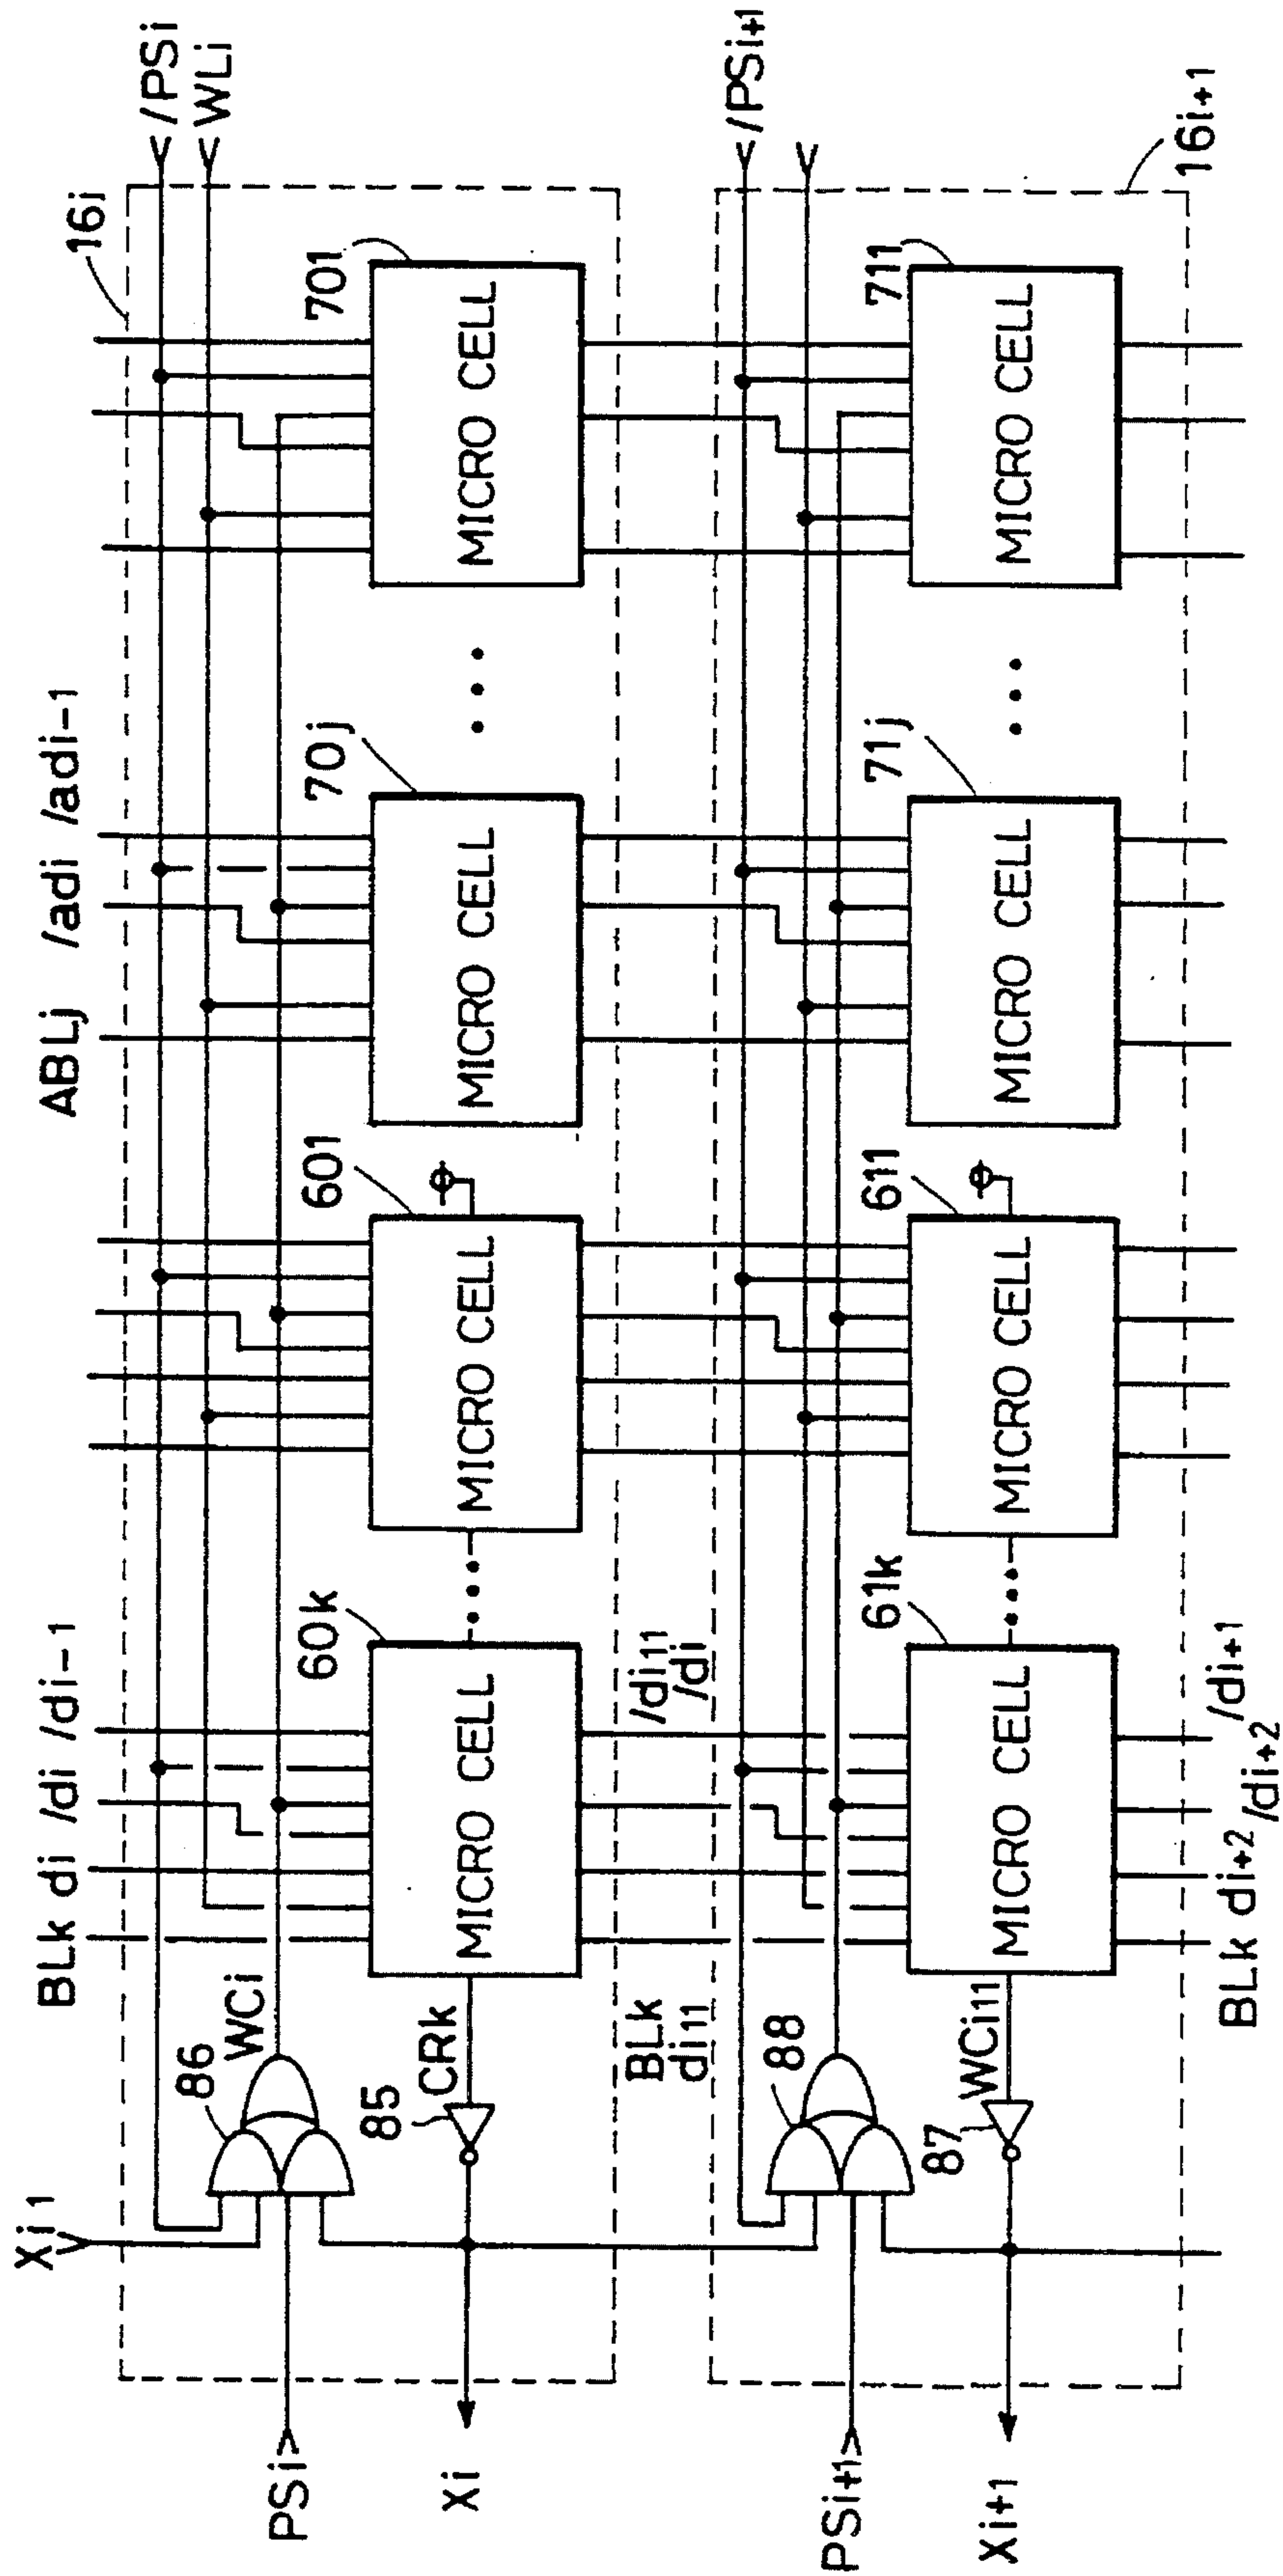 Xi1
BLk di /di /di-1
ABLj /adi /adi-1
16i
/PSi
WLi
86
WCi
60k
601
70j
701
MICRO CELL
MICRO CELL
MICRO CELL
MICRO CELL
85
CRk
PSi
Xi
BLk
di11
/di11
/di
/PSi+1
88
61k
611
71j
711
MICRO CELL
MICRO CELL
MICRO CELL
MICRO CELL
87
WCi11
16i+1
PSi+1
Xi+1
BLk di+2 /di+2 /di+1